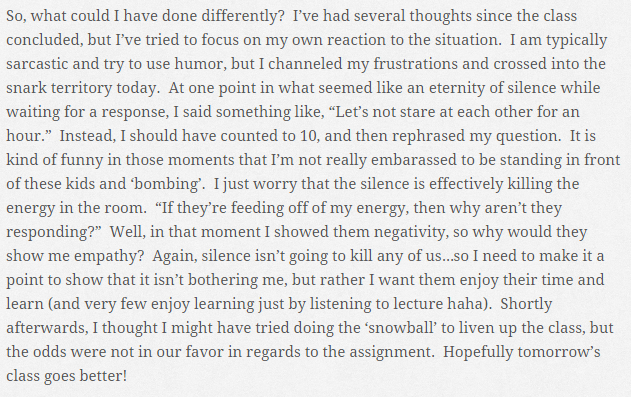 So, what could I have done differently?  I've had several thoughts since the class
concluded, but I've tried to focus on my own reaction to the situation.  I am typically
sarcastic and try to use humor, but I channeled my frustrations and crossed into the
snark territory today.  At one point in what seemed like an eternity of silence while
waiting for a response, I said something like, “Let's not stare at each other for an
hour.”  Instead, I should have counted to 10, and then rephrased my question.  It is
kind of funny in those moments that I'm not really embarassed to be standing in front
of these kids and ‘bombing’.  I just worry that the silence is effectively killing the
energy in the room.  “If they're feeding off of my energy, then why aren't they
responding?”  Well, in that moment I showed them negativity, so why would they
show me empathy?  Again, silence isn't going to kill any of us...so I need to make it a
point to show that it isn't bothering me, but rather I want them enjoy their time and
learn (and very few enjoy learning just by listening to lecture haha).  Shortly
afterwards, I thought I might have tried doing the ‘snowball’ to liven up the class, but
the odds were not in our favor in regards to the assignment.  Hopefully tomorrow's
class goes better!